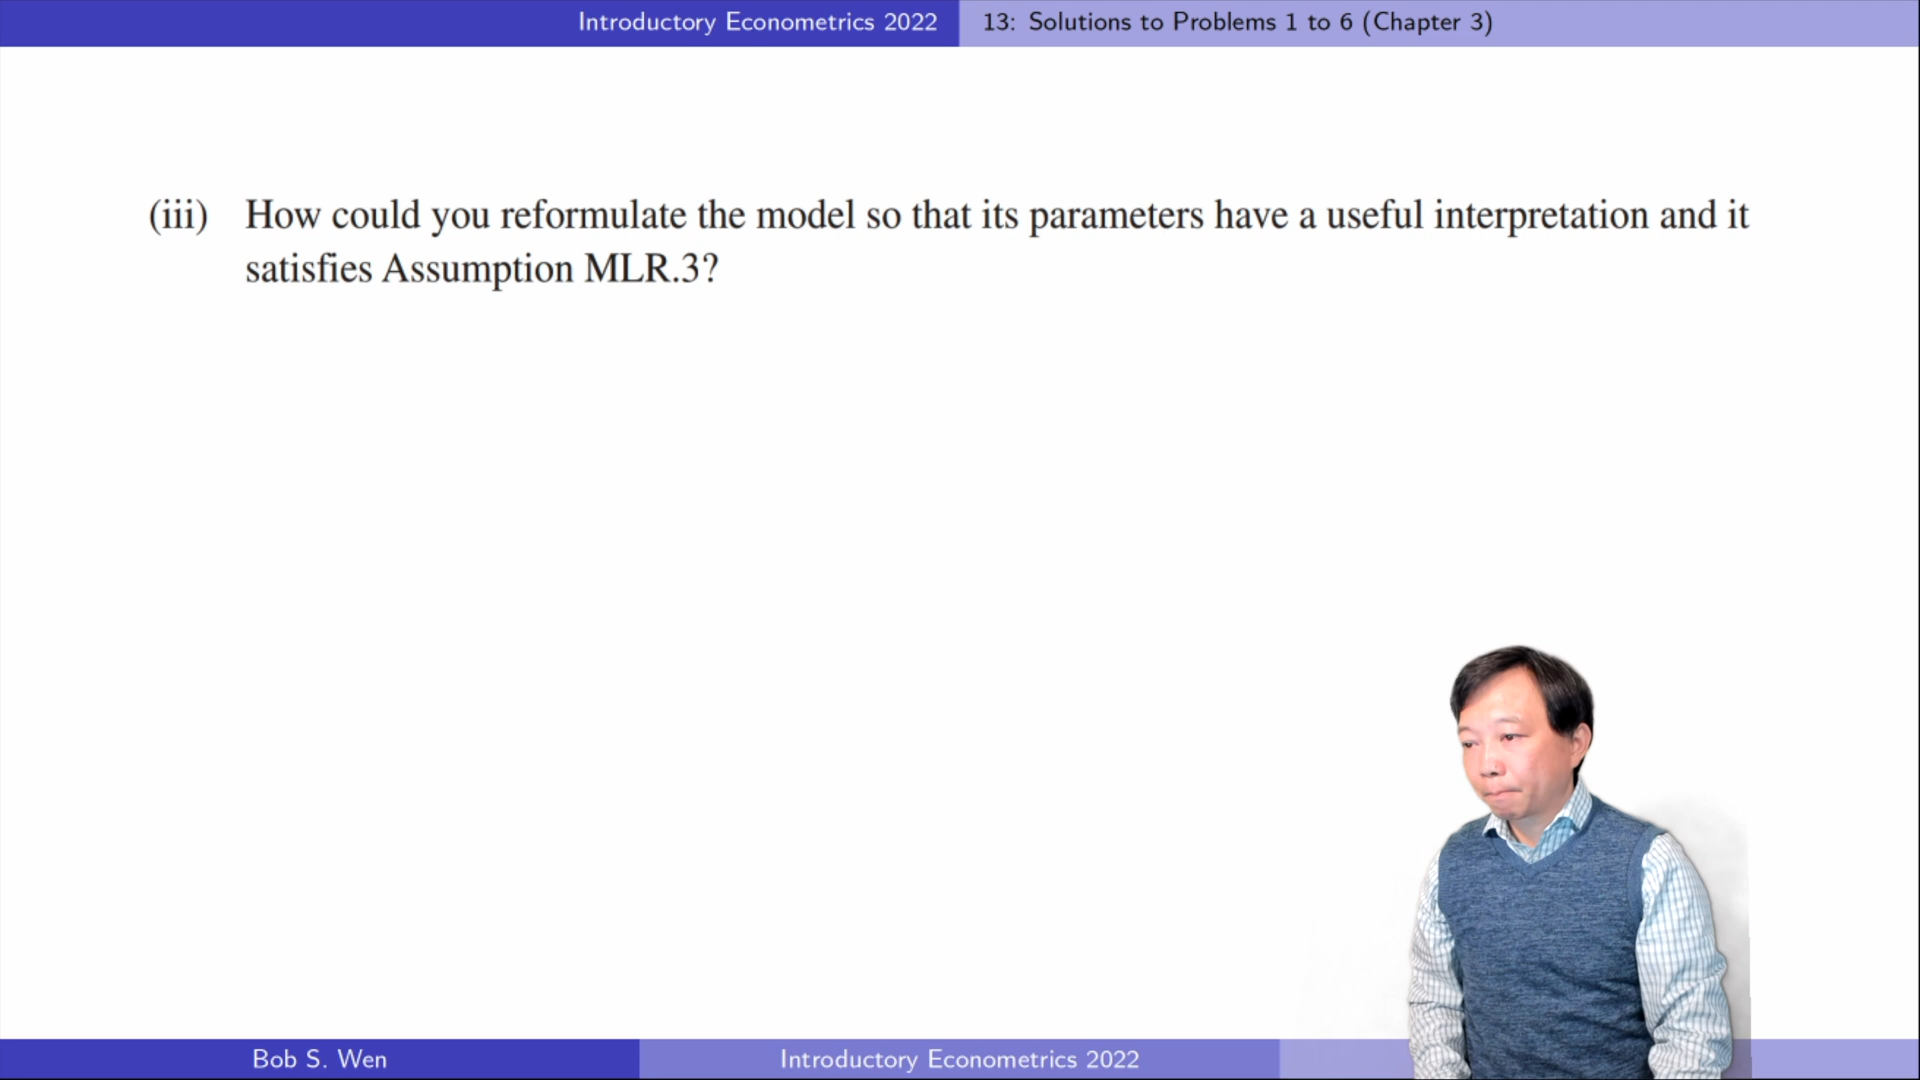 Introductory Econometrics 2022
13: Solutions to Problems 1 to 6 (Chapter 3)
(iii) How could you reformulate the model so that its parameters have a useful interpretation and it
satisfies Assumption MLR.3?
Bob S. Wen
Introductory Econometrics 2022